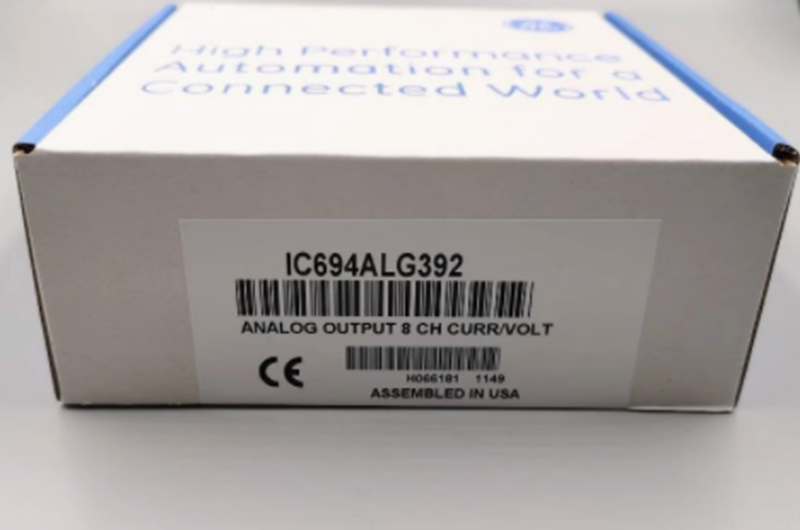 High Performance
Automation for a
Connected World
IC694ALG392
ANALOG OUTPUT 8 CH CURR/VOLT
CE
H066181 1149
ASSEMBLED IN USA